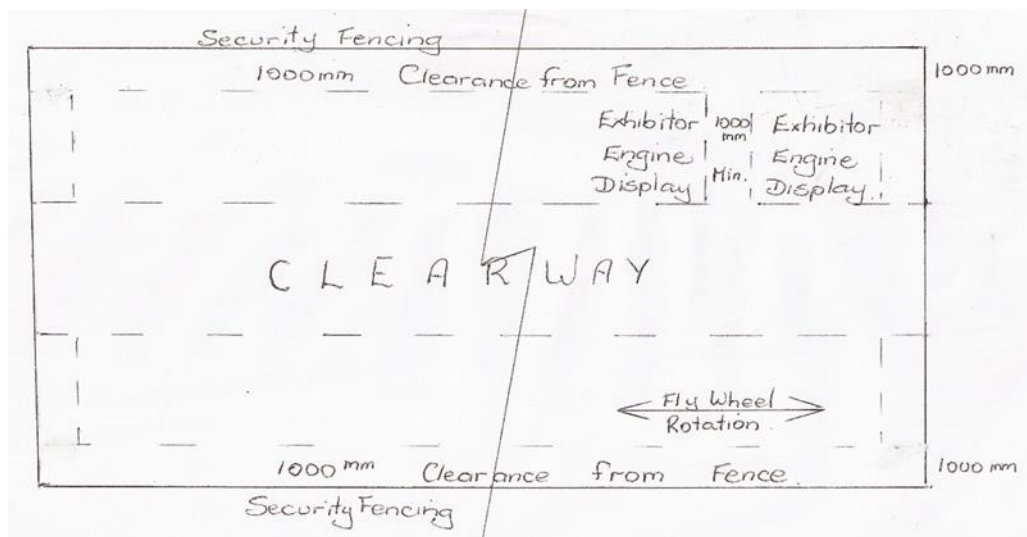 Security Fencing
1000mm Clearance from Fence
1000 mm
Exhibitor
Engine
Display
1000
mm
Min.
Exhibitor
Engine
Display
CLEARWAY
Fly Wheel
Rotation
1000 mm Clearance from Fence
1000 mm
Security Fencing